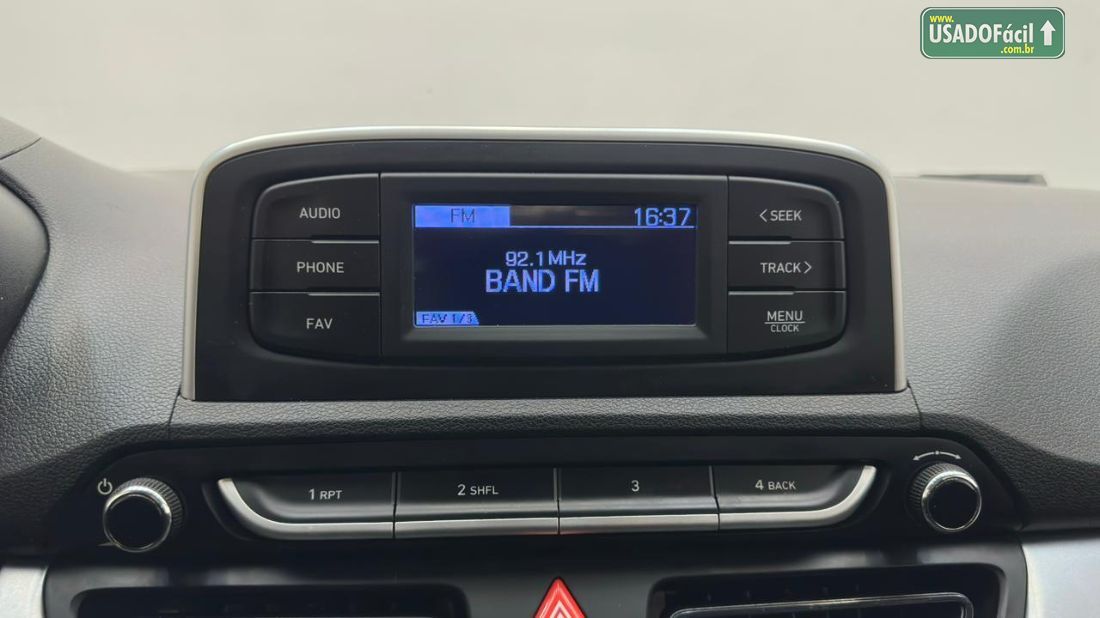 www.
USADOFácil
.com.br
AUDIO
PHONE
FAV
FM 16:37
92.1 MHz
BAND FM
FAV 1/3
< SEEK
TRACK >
MENU
CLOCK
1 RPT
2 SHFL
3
4 BACK